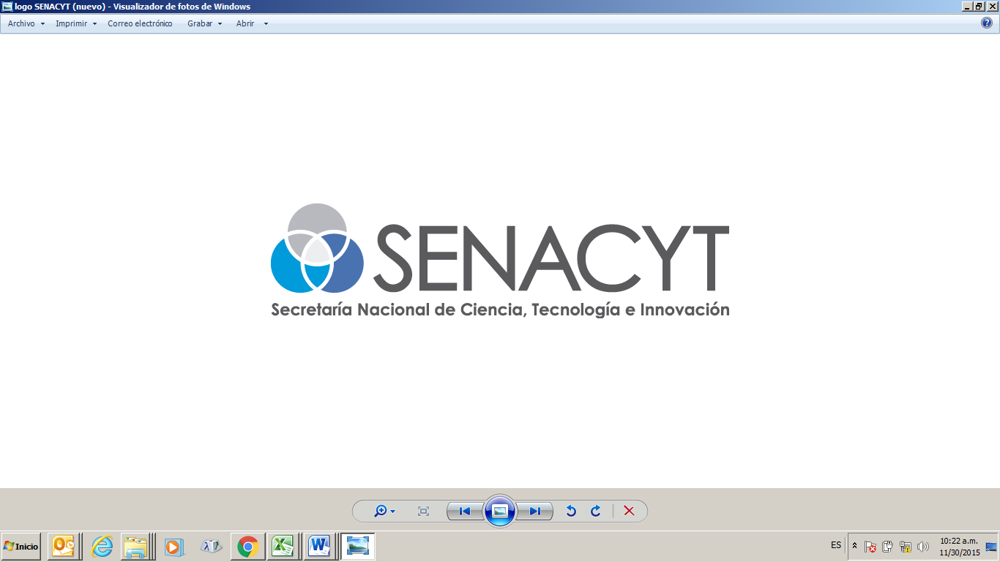 logo SENACYT (nuevo) - Visualizador de fotos de Windows
Archivo Imprimir Correo electrónico Grabar Abrir
SENACYT
Secretaría Nacional de Ciencia, Tecnología e Innovación
Inicio
ES
10:22 a.m.
11/30/2015